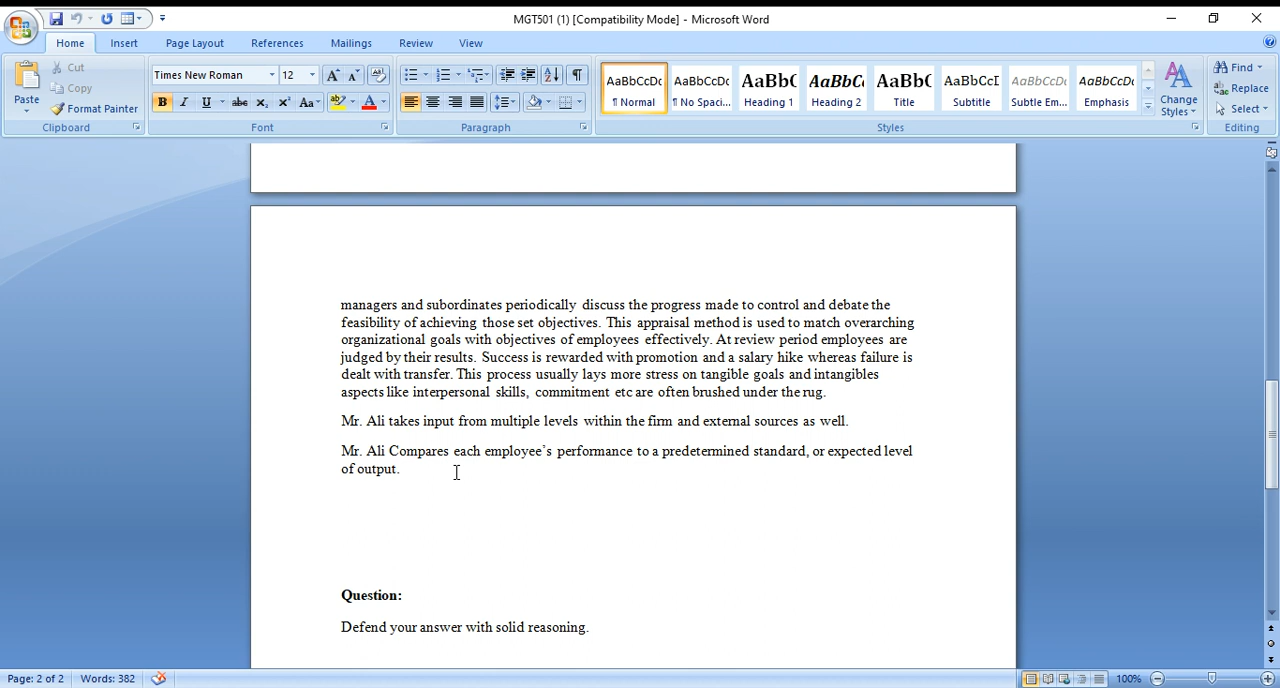 MGT501 (1) [Compatibility Mode] - Microsoft Word
Home Insert Page Layout References Mailings Review View
Paste Cut Copy Format Painter
Clipboard
Times New Roman 12
Font
Paragraph
AaBbCcDc AaBbCcDc AaBbC AaBbCc AaBbC AaBbCcI AaBbCcDc AaBbCcDc
¶ Normal ¶ No Spaci... Heading 1 Heading 2 Title Subtitle Subtle Em... Emphasis
Change Styles
Styles
Find
Replace
Select
Editing
managers and subordinates periodically discuss the progress made to control and debate the
feasibility of achieving those set objectives. This appraisal method is used to match overarching
organizational goals with objectives of employees effectively. At review period employees are
judged by their results. Success is rewarded with promotion and a salary hike whereas failure is
dealt with transfer. This process usually lays more stress on tangible goals and intangibles
aspects like interpersonal skills, commitment etc are often brushed under the rug.
Mr. Ali takes input from multiple levels within the firm and external sources as well.
Mr. Ali Compares each employee's performance to a predetermined standard, or expected level
of output.
Question:
Defend your answer with solid reasoning.
Page: 2 of 2 Words: 382 100%